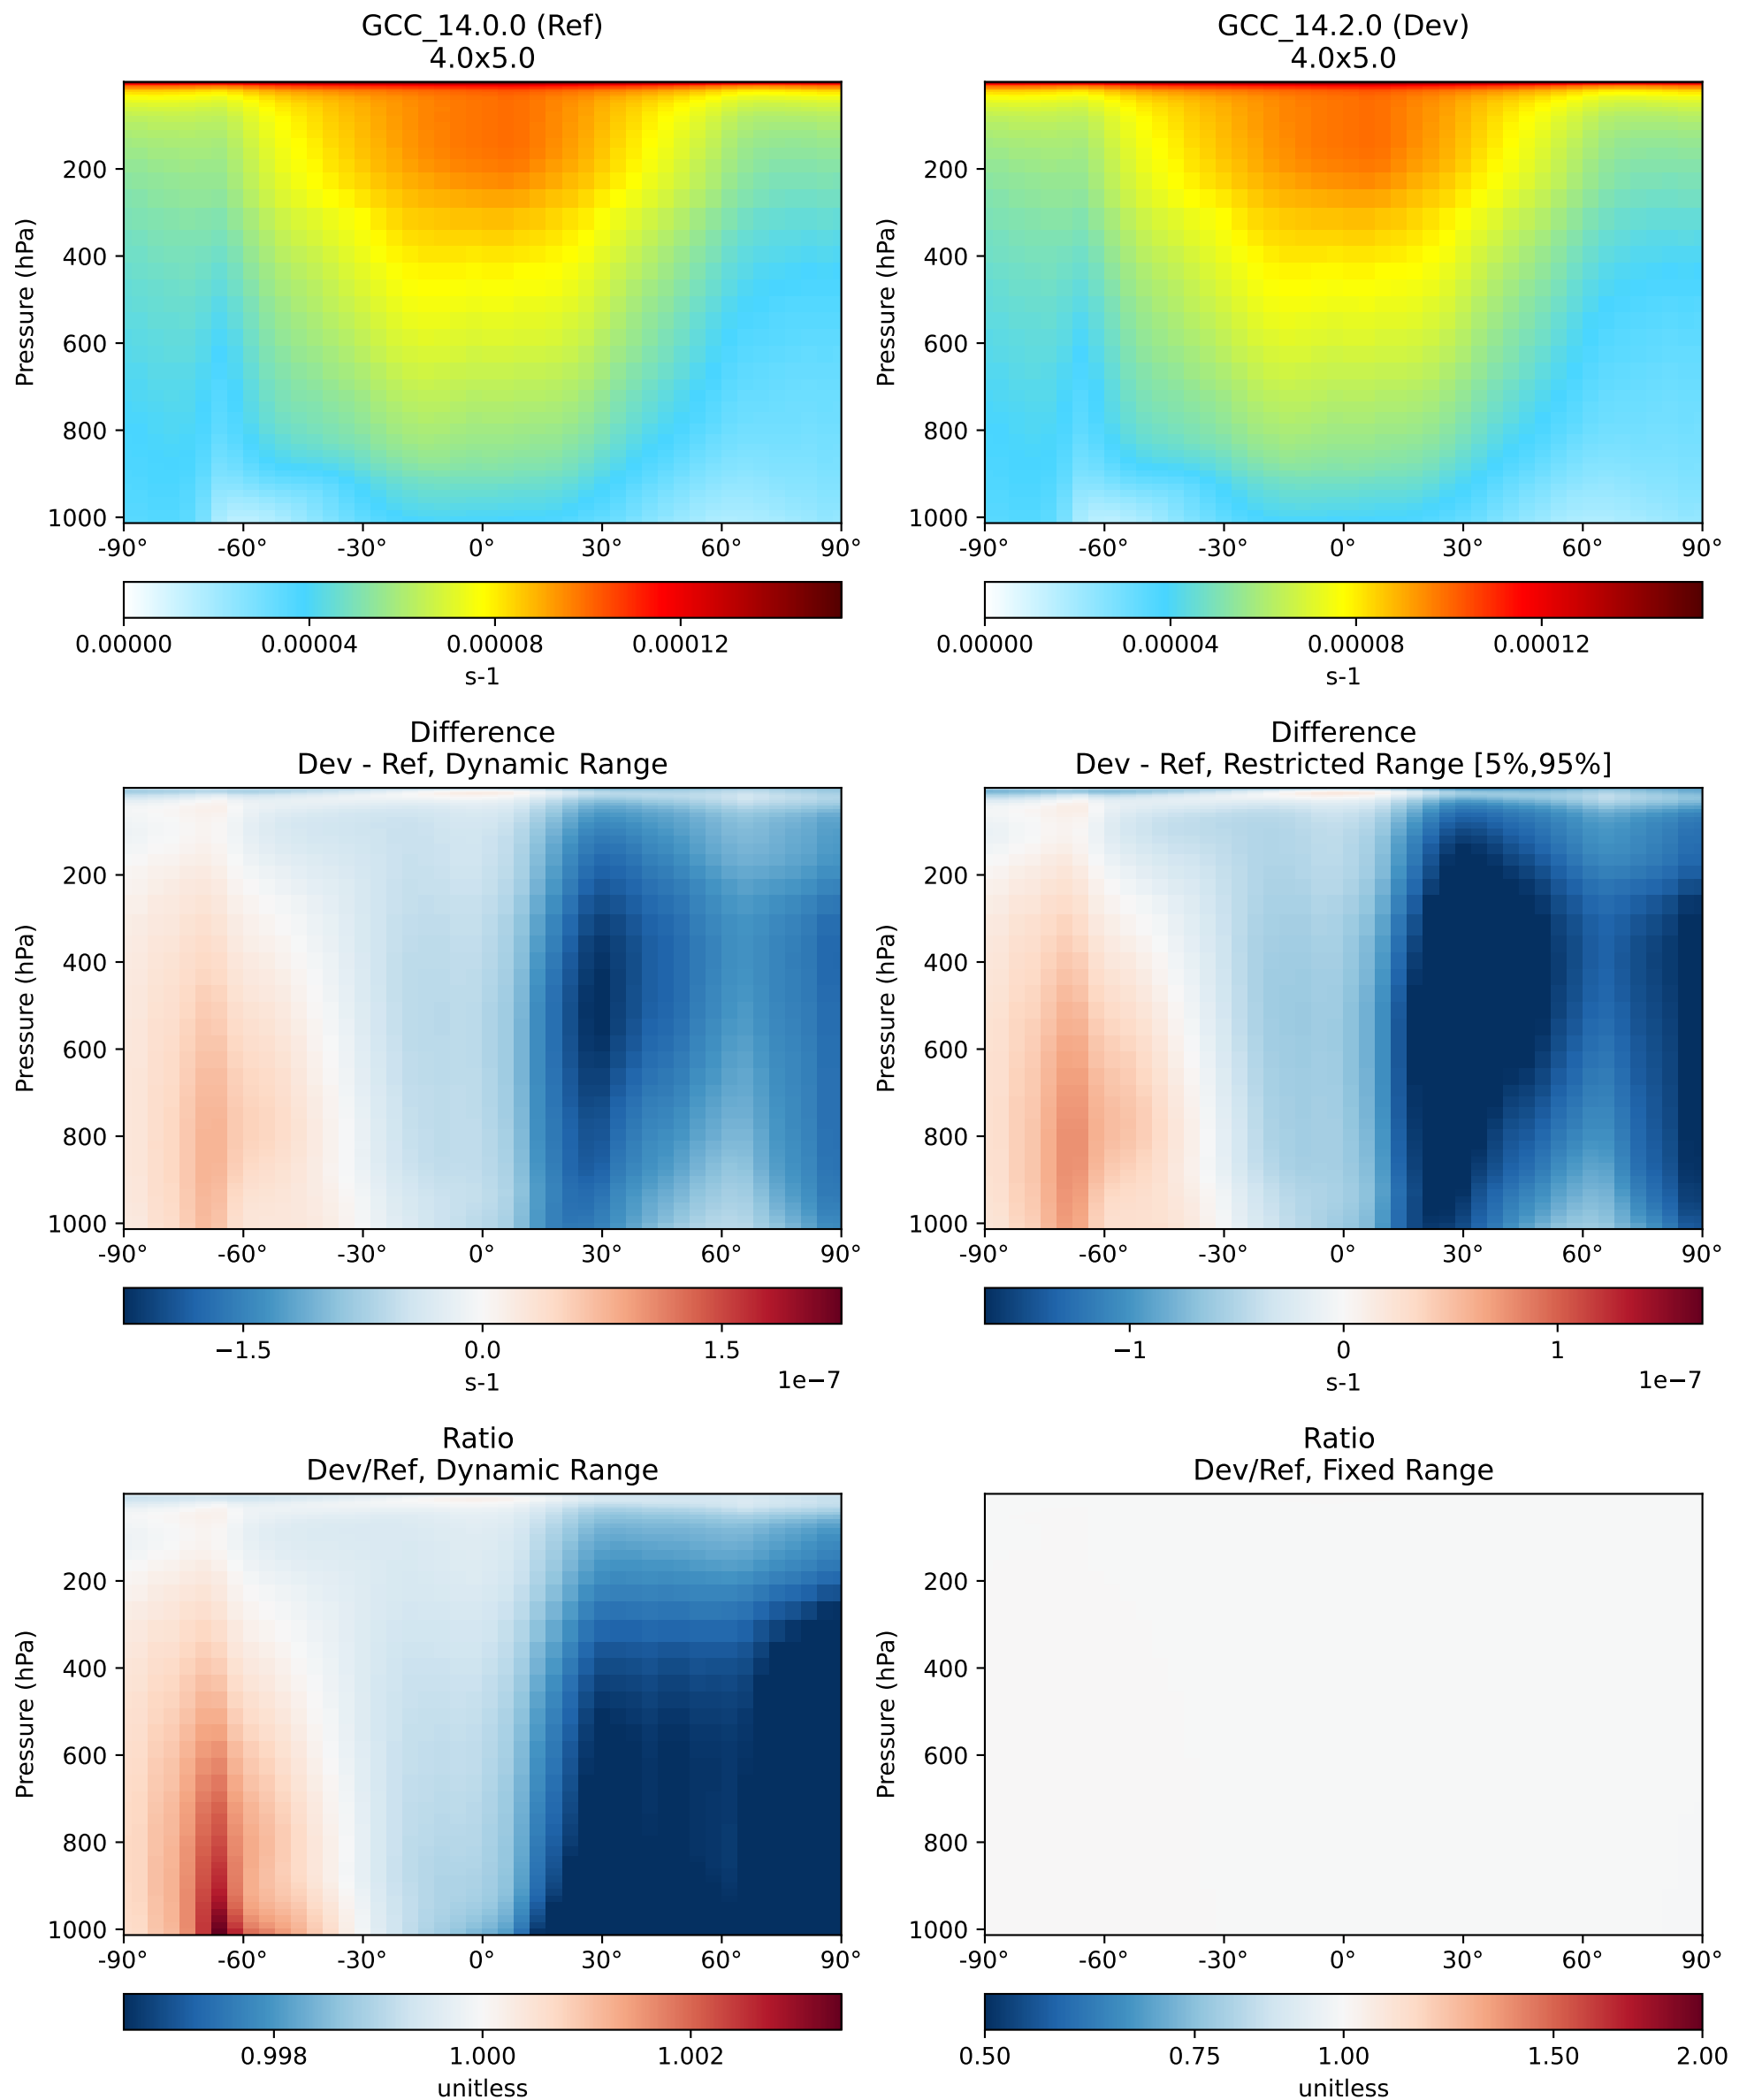 GCC_14.0.0 (Ref)
4.0x5.0
GCC_14.2.0 (Dev)
4.0x5.0
Pressure (hPa)
200
400
600
800
1000
-90° -60° -30° 0° 30° 60° 90°
0.00000 0.00004 0.00008 0.00012
s-1
Pressure (hPa)
200
400
600
800
1000
-90° -60° -30° 0° 30° 60° 90°
0.00000 0.00004 0.00008 0.00012
s-1
Difference
Dev - Ref, Dynamic Range
Pressure (hPa)
200
400
600
800
1000
-90° -60° -30° 0° 30° 60° 90°
−1.5 0.0 1.5
s-1
1e−7
Difference
Dev - Ref, Restricted Range [5%,95%]
Pressure (hPa)
200
400
600
800
1000
-90° -60° -30° 0° 30° 60° 90°
−1 0 1
s-1
1e−7
Ratio
Dev/Ref, Dynamic Range
Pressure (hPa)
200
400
600
800
1000
-90° -60° -30° 0° 30° 60° 90°
0.998 1.000 1.002
unitless
Ratio
Dev/Ref, Fixed Range
Pressure (hPa)
200
400
600
800
1000
-90° -60° -30° 0° 30° 60° 90°
0.50 0.75 1.00 1.50 2.00
unitless